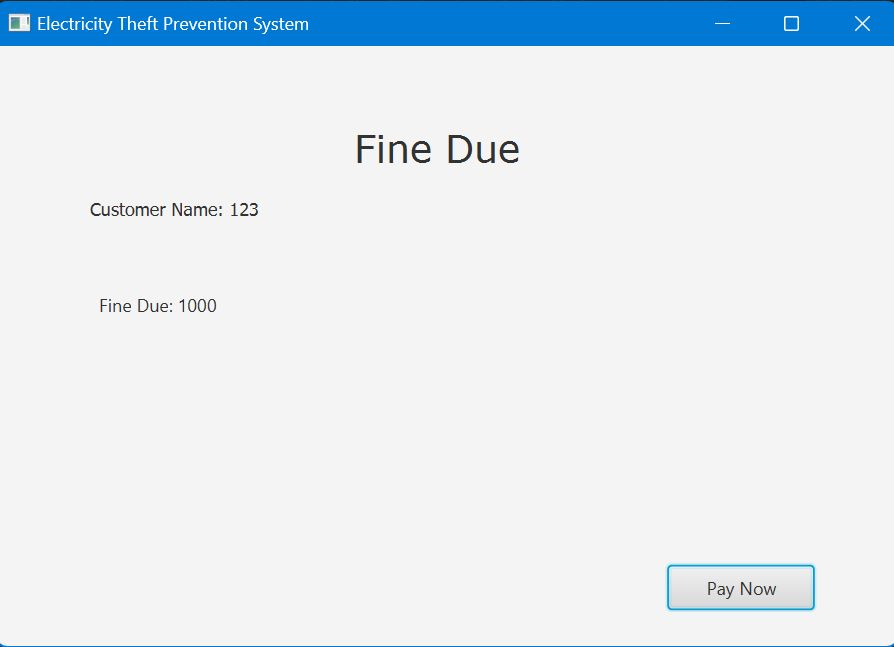 Electricity Theft Prevention System
Fine Due
Customer Name: 123
Fine Due: 1000
Pay Now